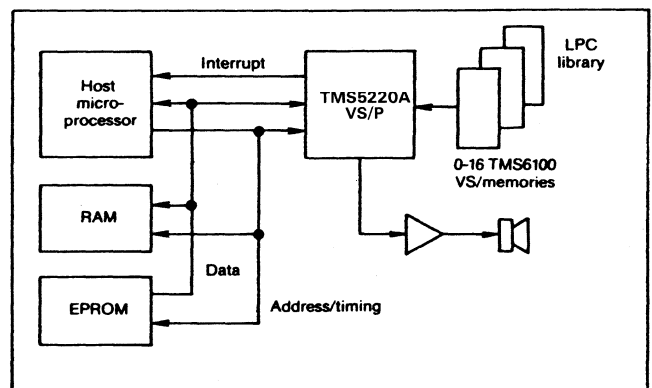 Interrupt
Host
micro-
processor
TMS5220A
VS/P
LPC
library
0-16 TMS6100
VS/memories
RAM
Data
Address/timing
EPROM